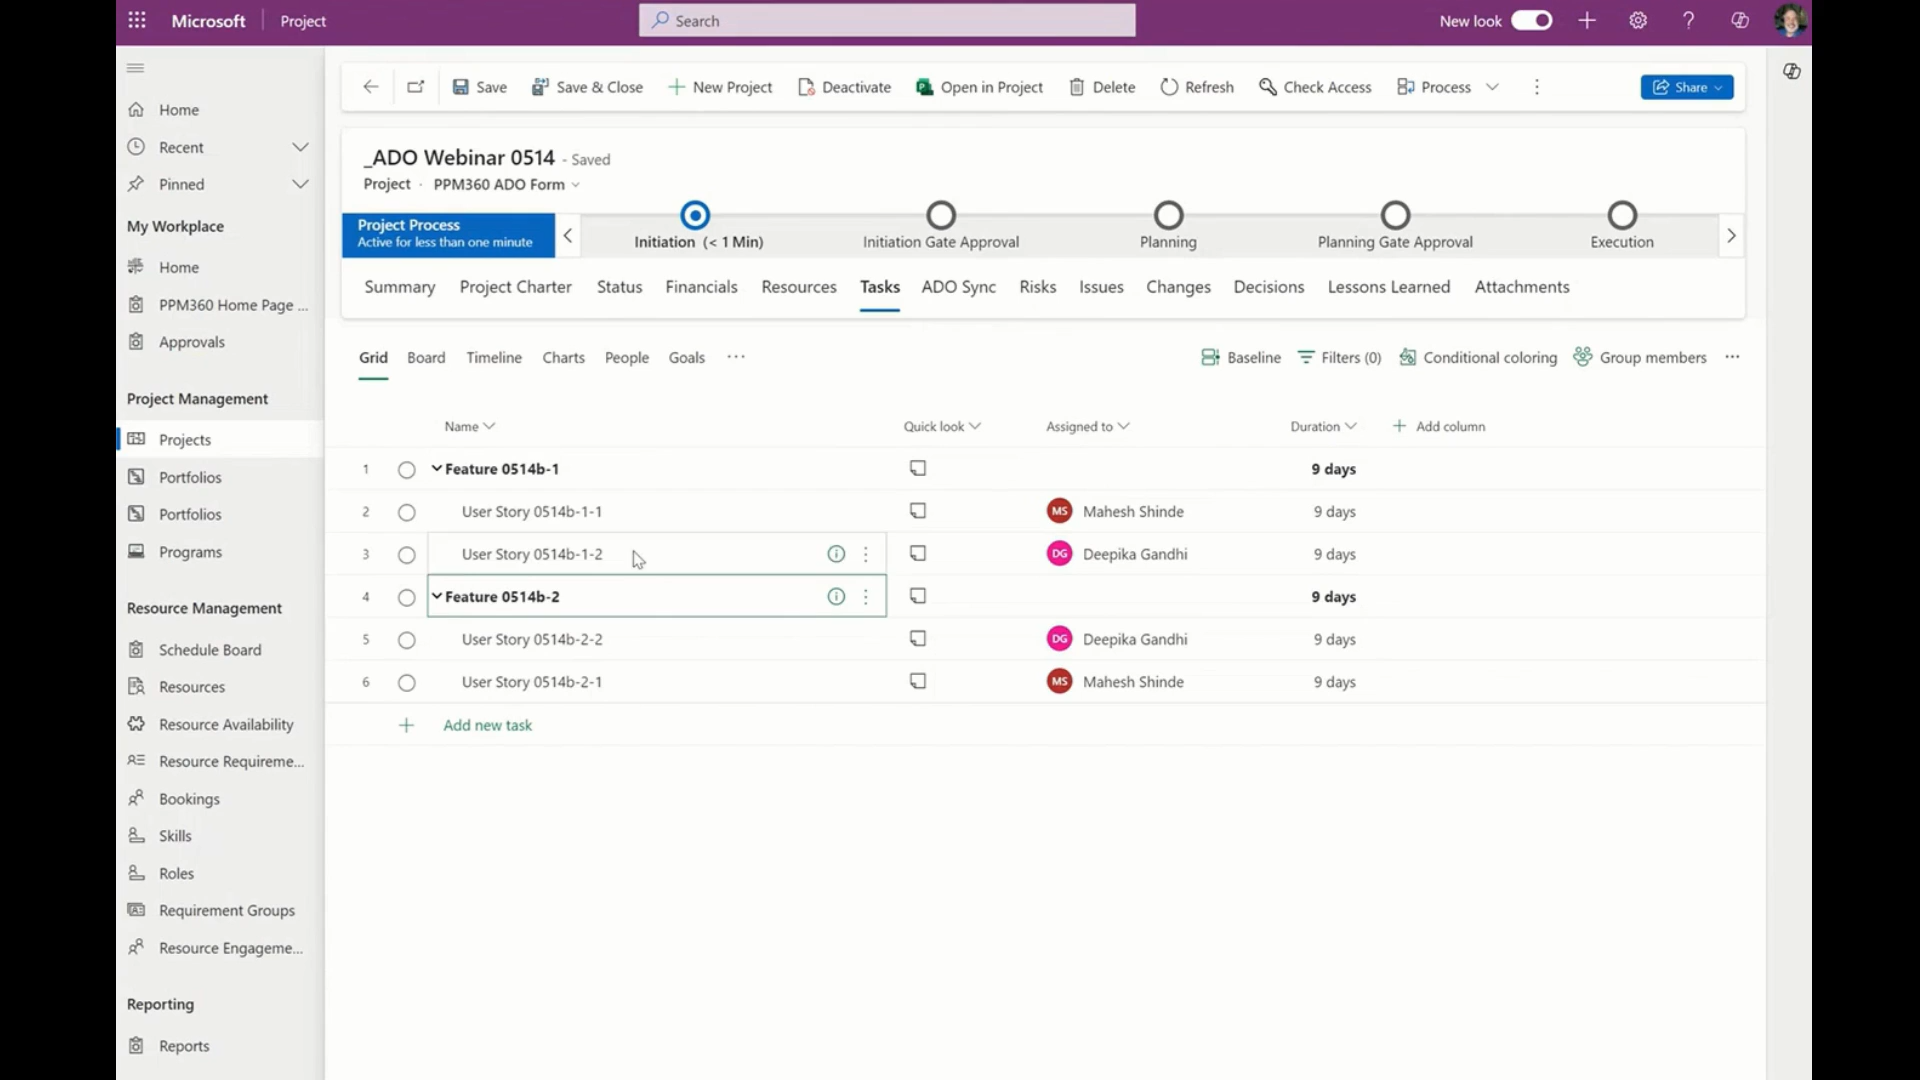 Microsoft Project Search New look
Save Save & Close New Project Deactivate Open in Project Delete Refresh Check Access Process Share
Home
Recent
Pinned
My Workplace
Home
PPM360 Home Page ...
Approvals
Project Management
Projects
Portfolios
Portfolios
Programs
Resource Management
Schedule Board
Resources
Resource Availability
Resource Requireme...
Bookings
Skills
Roles
Requirement Groups
Resource Engageme...
Reporting
Reports
_ADO Webinar 0514 - Saved
Project · PPM360 ADO Form
Project Process
Active for less than one minute
Initiation (< 1 Min) Initiation Gate Approval Planning Planning Gate Approval Execution
Summary Project Charter Status Financials Resources Tasks ADO Sync Risks Issues Changes Decisions Lessons Learned Attachments
Grid Board Timeline Charts People Goals ... Baseline Filters (0) Conditional coloring Group members ...
Name Quick look Assigned to Duration Add column
1 Feature 0514b-1 9 days
2 User Story 0514b-1-1 MS Mahesh Shinde 9 days
3 User Story 0514b-1-2 DG Deepika Gandhi 9 days
4 Feature 0514b-2 9 days
5 User Story 0514b-2-2 DG Deepika Gandhi 9 days
6 User Story 0514b-2-1 MS Mahesh Shinde 9 days
Add new task